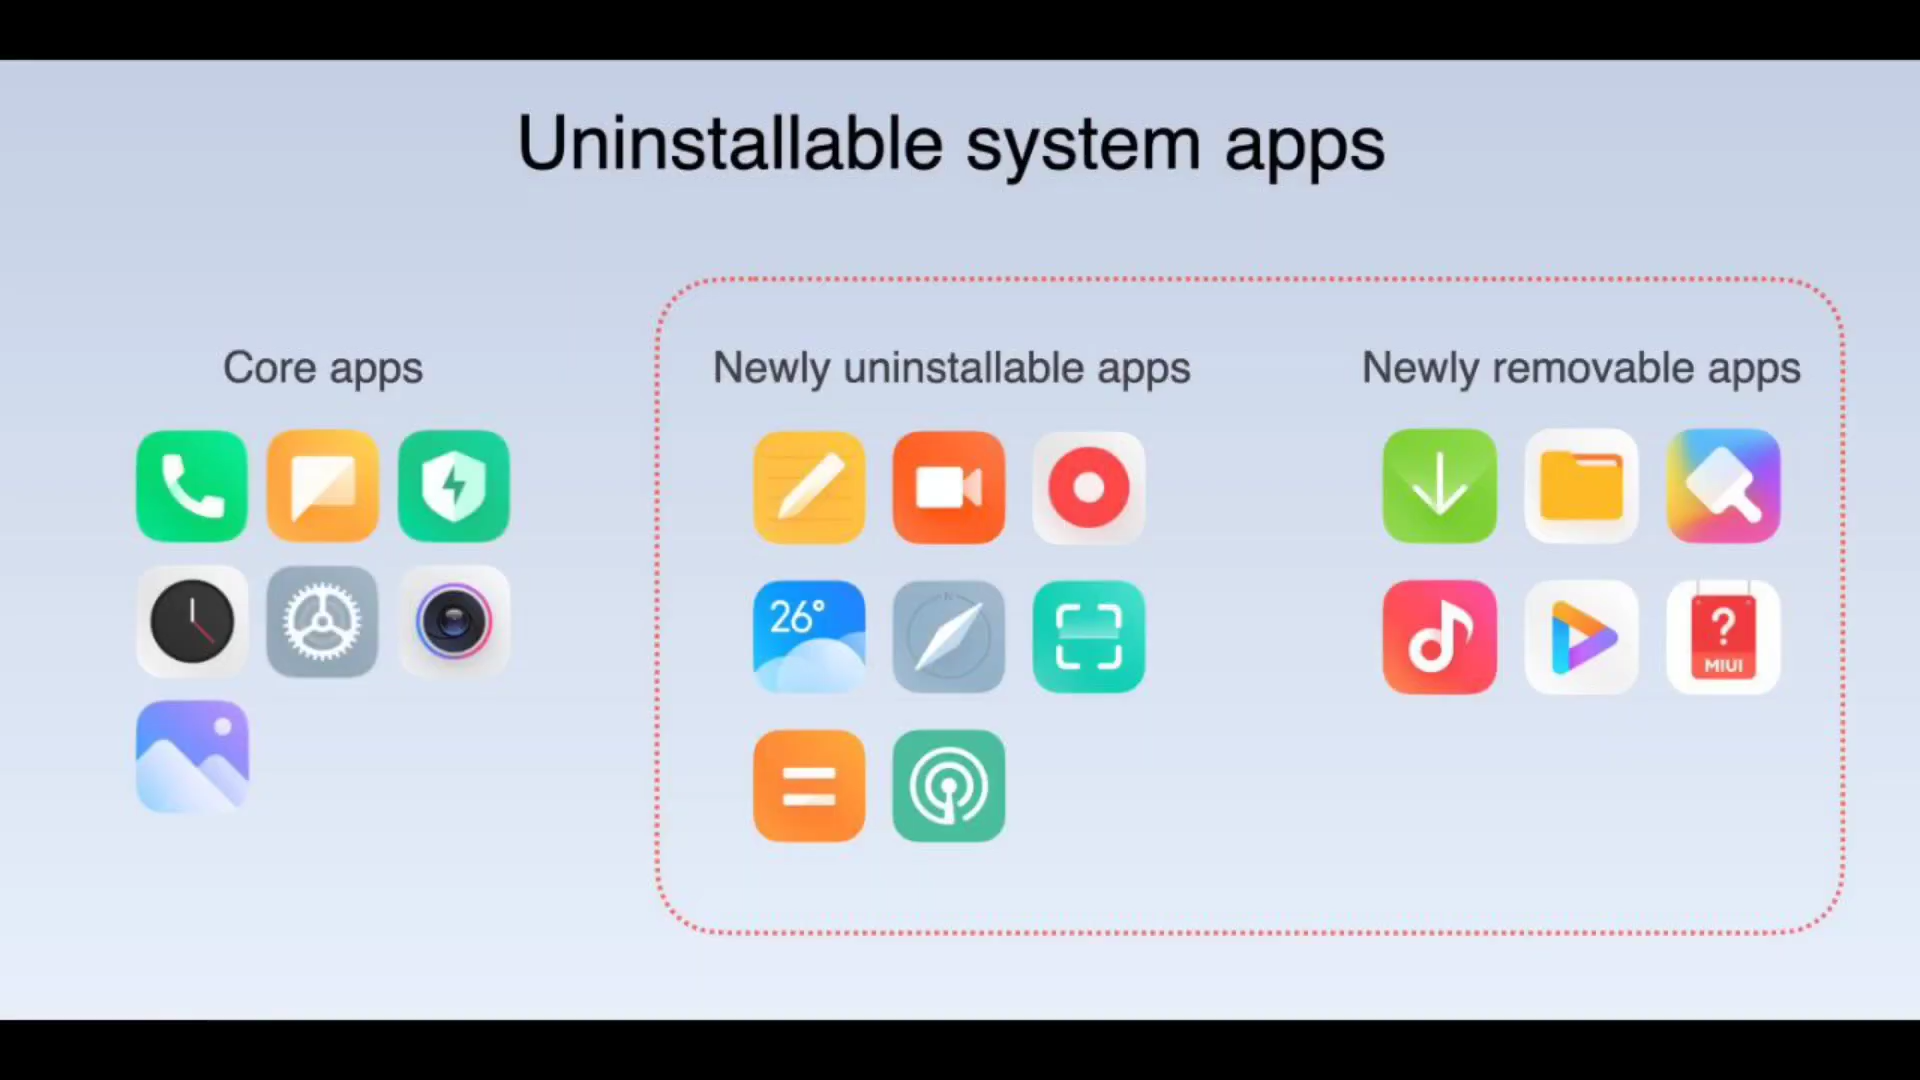 Uninstallable system apps
Core apps
Newly uninstallable apps
Newly removable apps
26°
?
MIUI